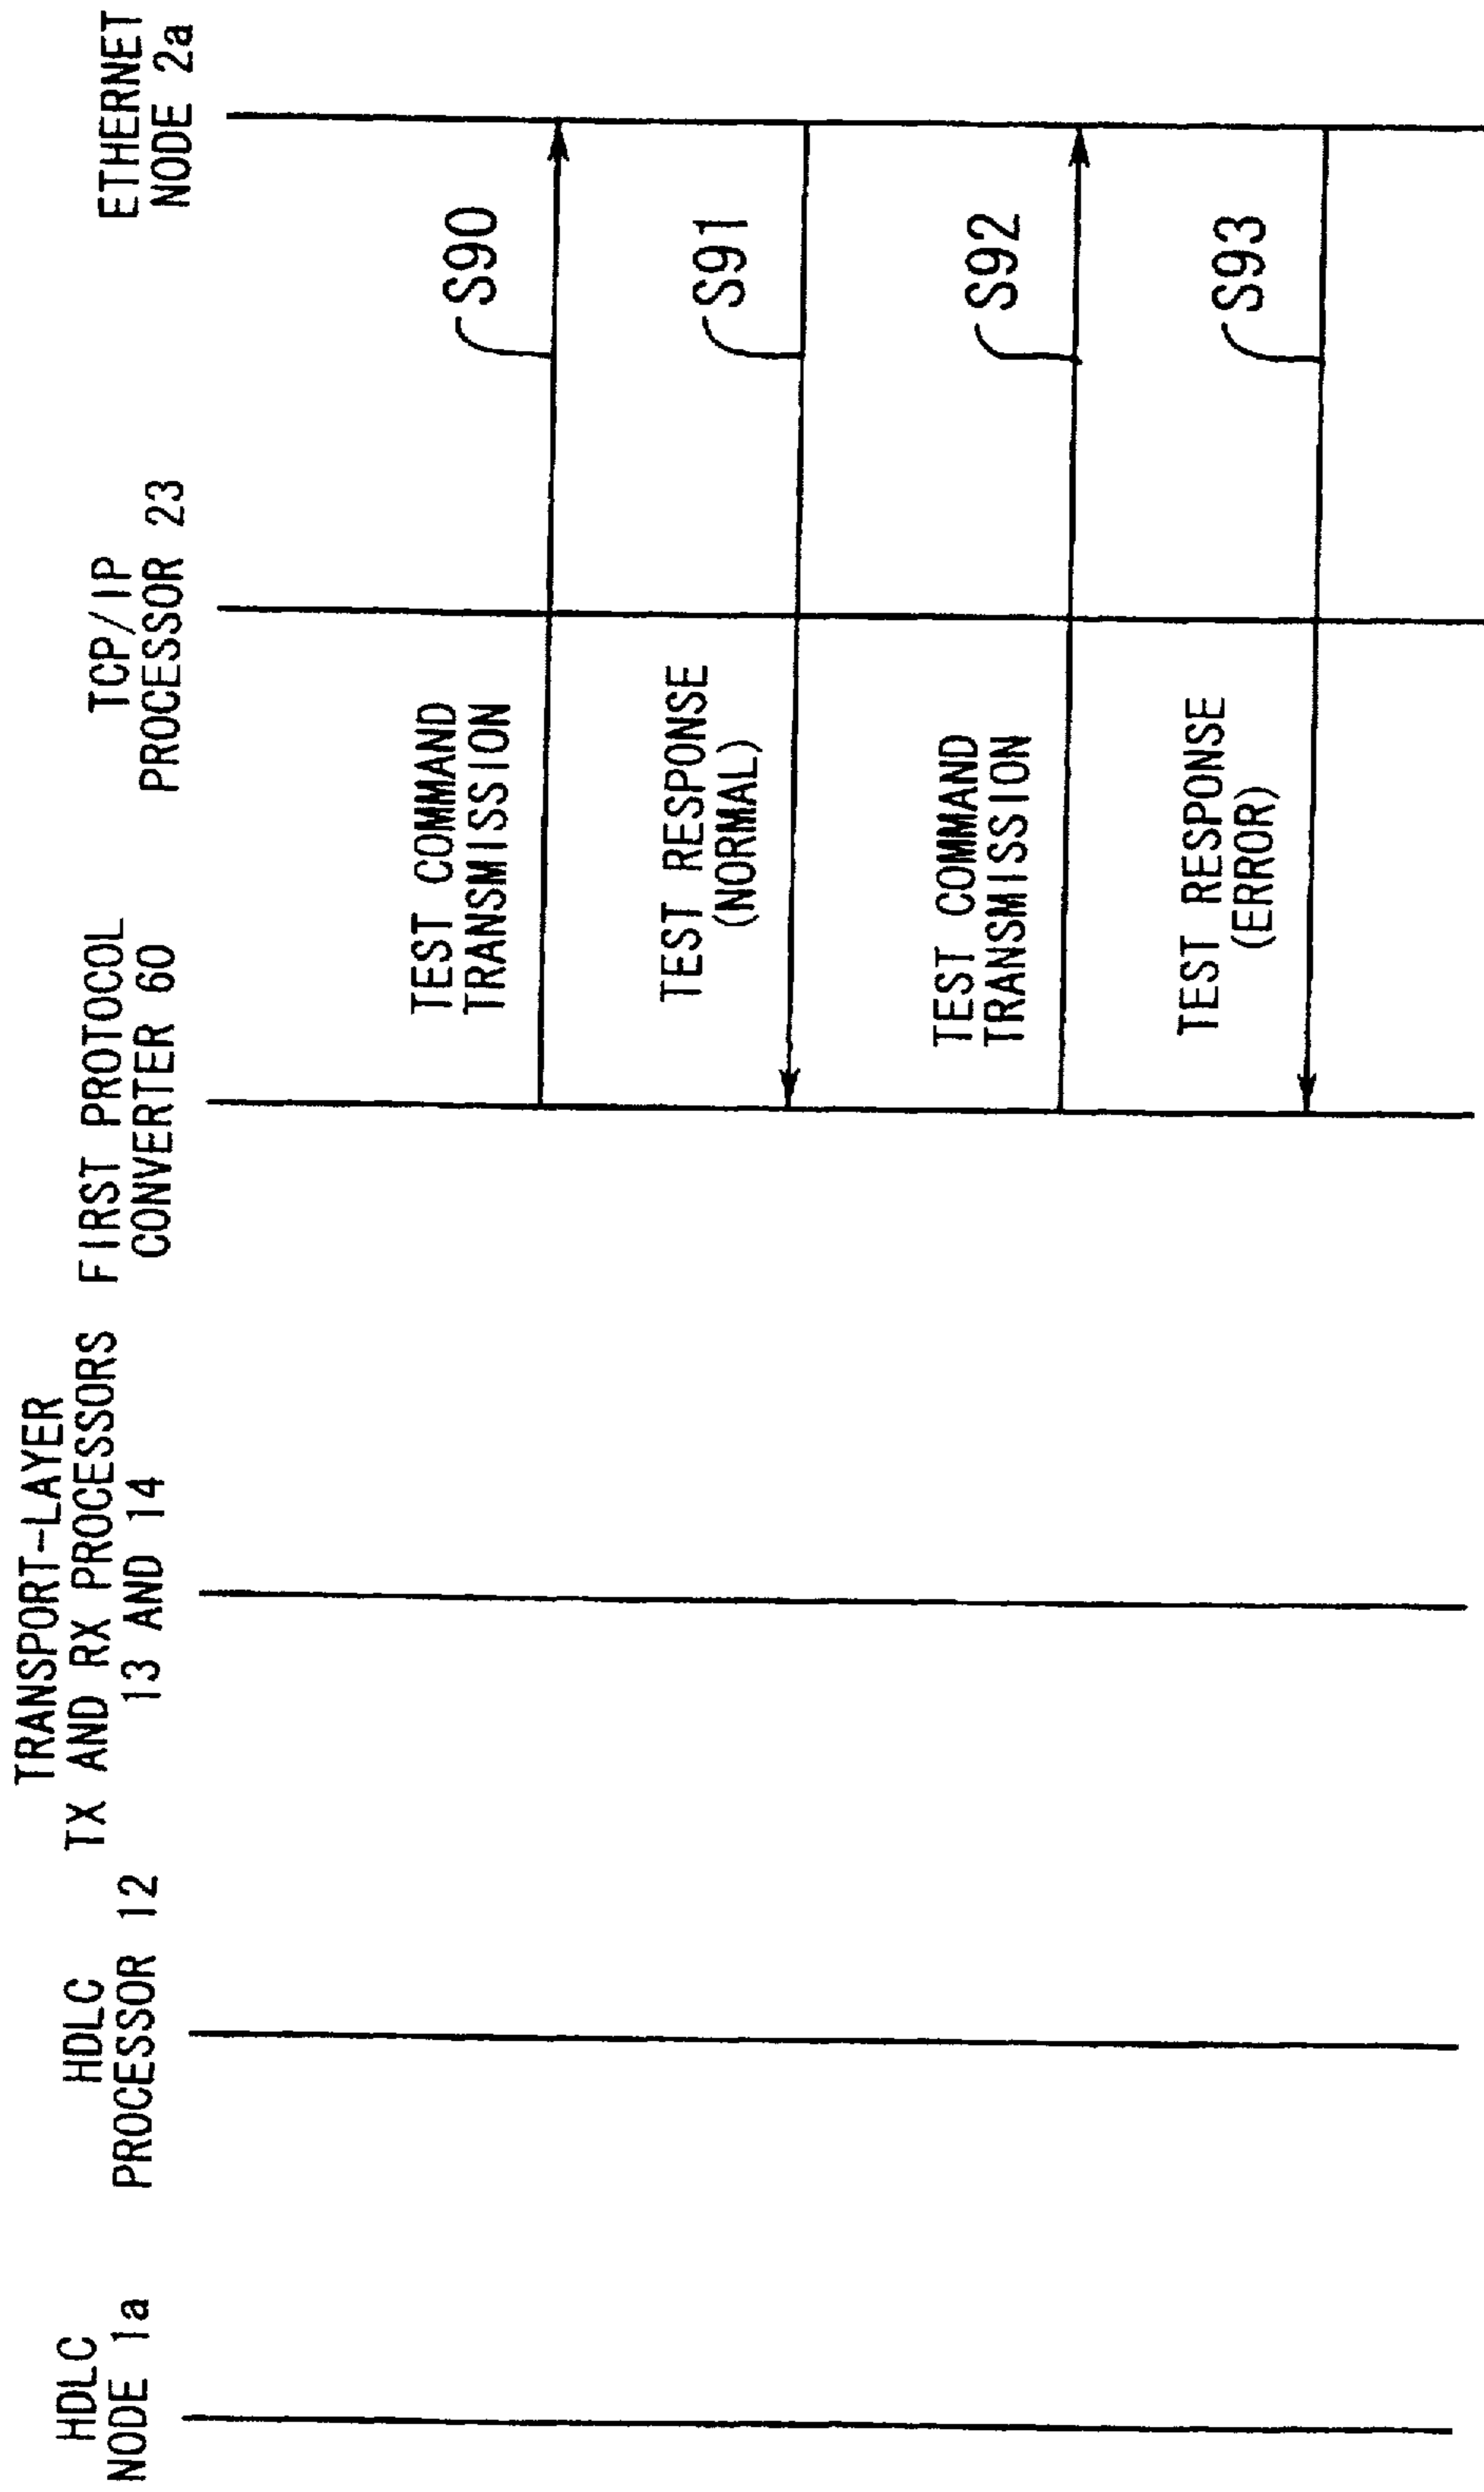 HDLC
NODE 1a
HDLC
PROCESSOR 12
TRANSPORT-LAYER
TX AND RX PROCESSORS
13 AND 14
FIRST PROTOCOL
CONVERTER 60
TCP/IP
PROCESSOR 23
ETHERNET
NODE 2a
TEST COMMAND
TRANSMISSION
S90
TEST RESPONSE
(NORMAL)
S91
TEST COMMAND
TRANSMISSION
S92
TEST RESPONSE
(ERROR)
S93